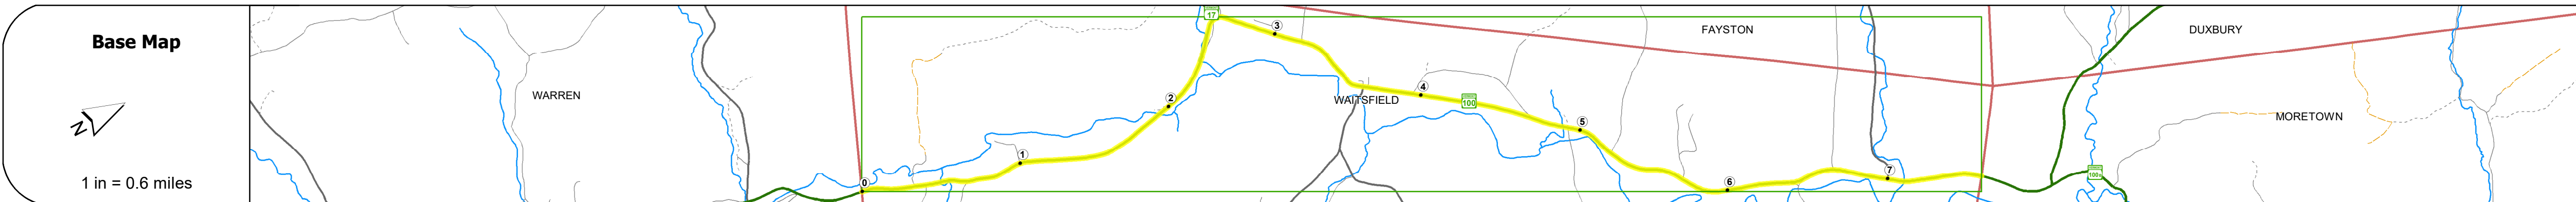 Base Map
N
1 in = 0.6 miles
WARREN
0
1
2
17
3
WAITSFIELD
4
100
5
6
FAYSTON
7
DUXBURY
MORETOWN